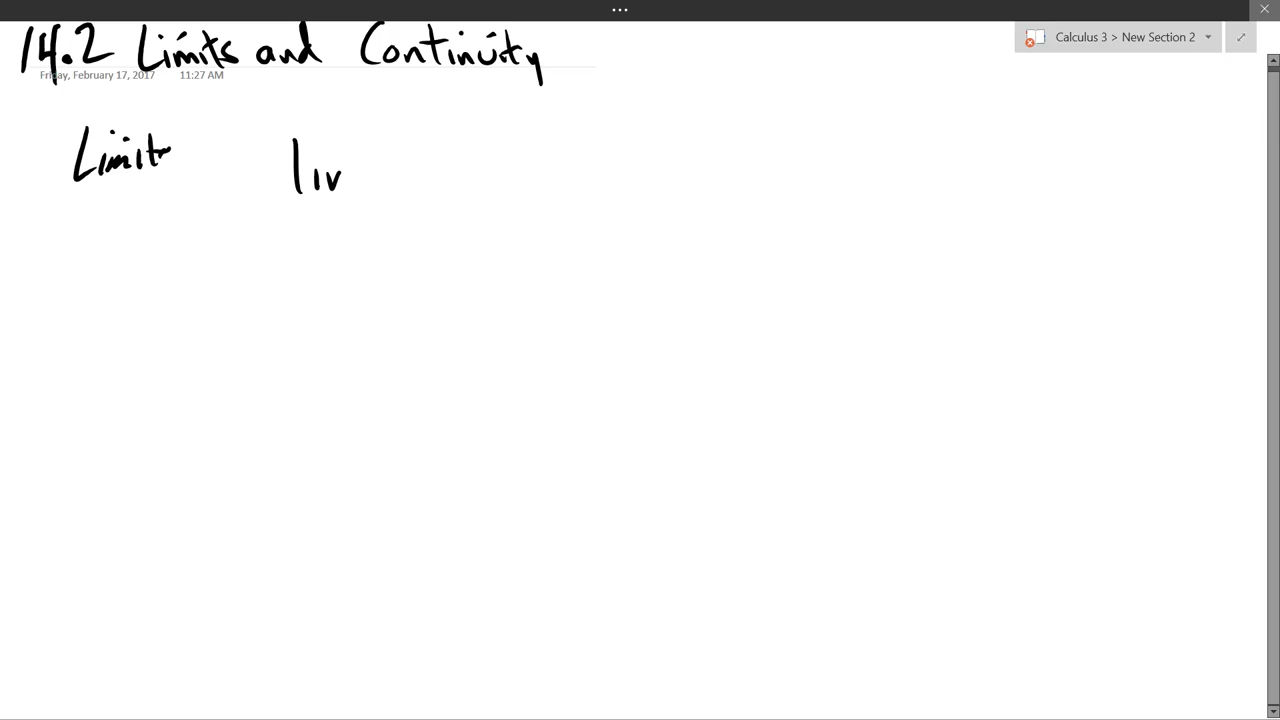 14.2 Limits and Continuity
Calculus 3 > New Section 2
Friday, February 17, 2017 11:27 AM
Limit